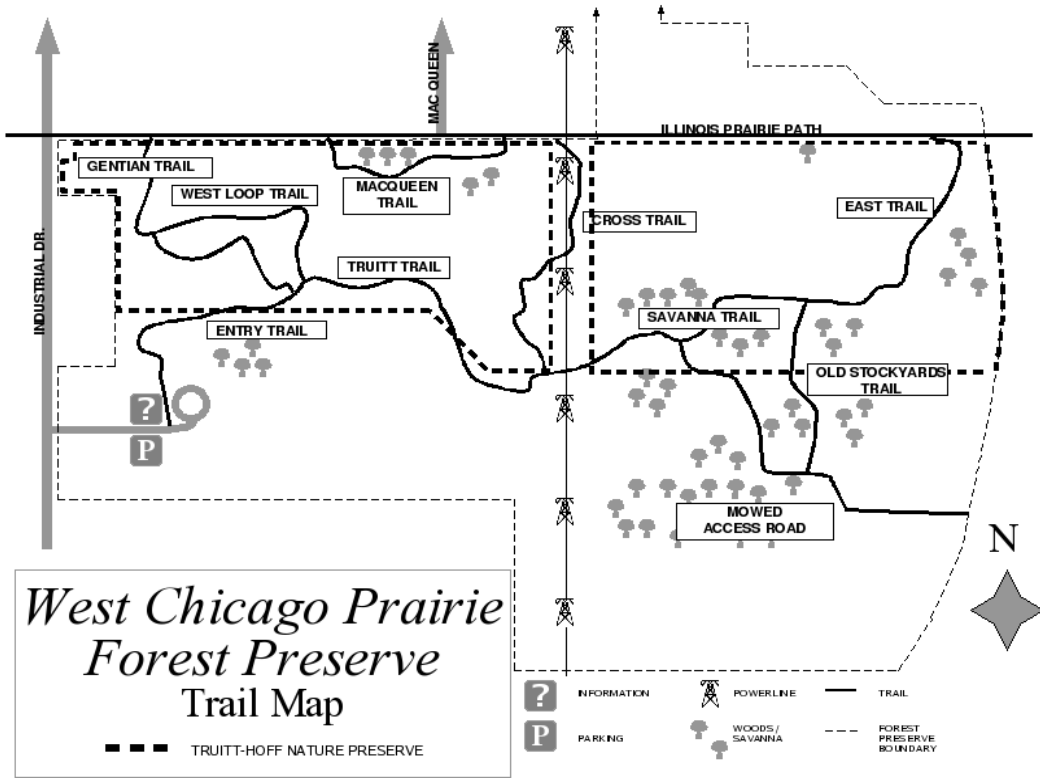 MAC QUEEN
ILLINOIS PRAIRIE PATH
GENTIAN TRAIL
WEST LOOP TRAIL
MACQUEEN
TRAIL
EAST TRAIL
CROSS TRAIL
INDUSTRIAL DR.
TRUITT TRAIL
SAVANNA TRAIL
ENTRY TRAIL
OLD STOCKYARDS
TRAIL
?
P
MOWED
ACCESS ROAD
N
West Chicago Prairie
Forest Preserve
Trail Map
TRUITT-HOFF NATURE PRESERVE
? INFORMATION
POWERLINE
TRAIL
P PARKING
WOODS /
SAVANNA
FOREST
PRESERVE
BOUNDARY